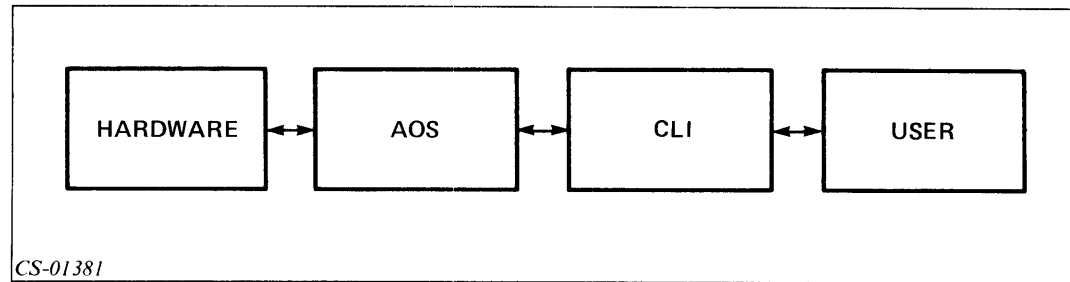 HARDWARE
AOS
CLI
USER
CS-01381